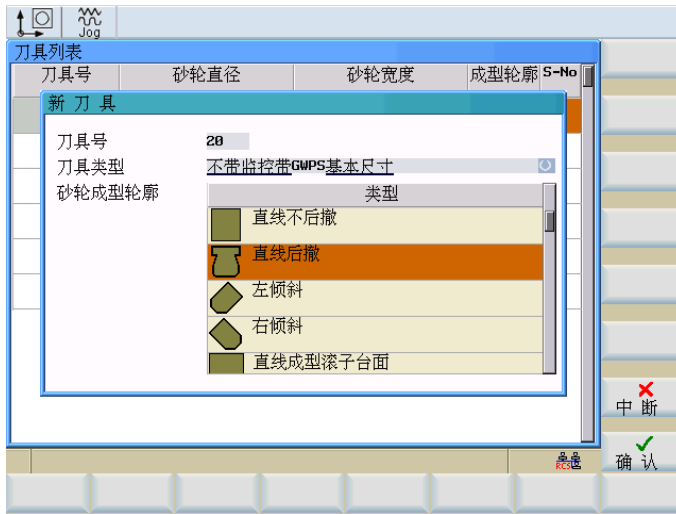 Jog
刀具列表
刀具号 砂轮直径 砂轮宽度 成型轮廓 S-No
新 刀 具
刀具号 20
刀具类型 不带监控带GWPS基本尺寸
砂轮成型轮廓 类型
直线不后撤
直线后撤
左倾斜
右倾斜
直线成型滚子台面
中 断
RCS
确 认